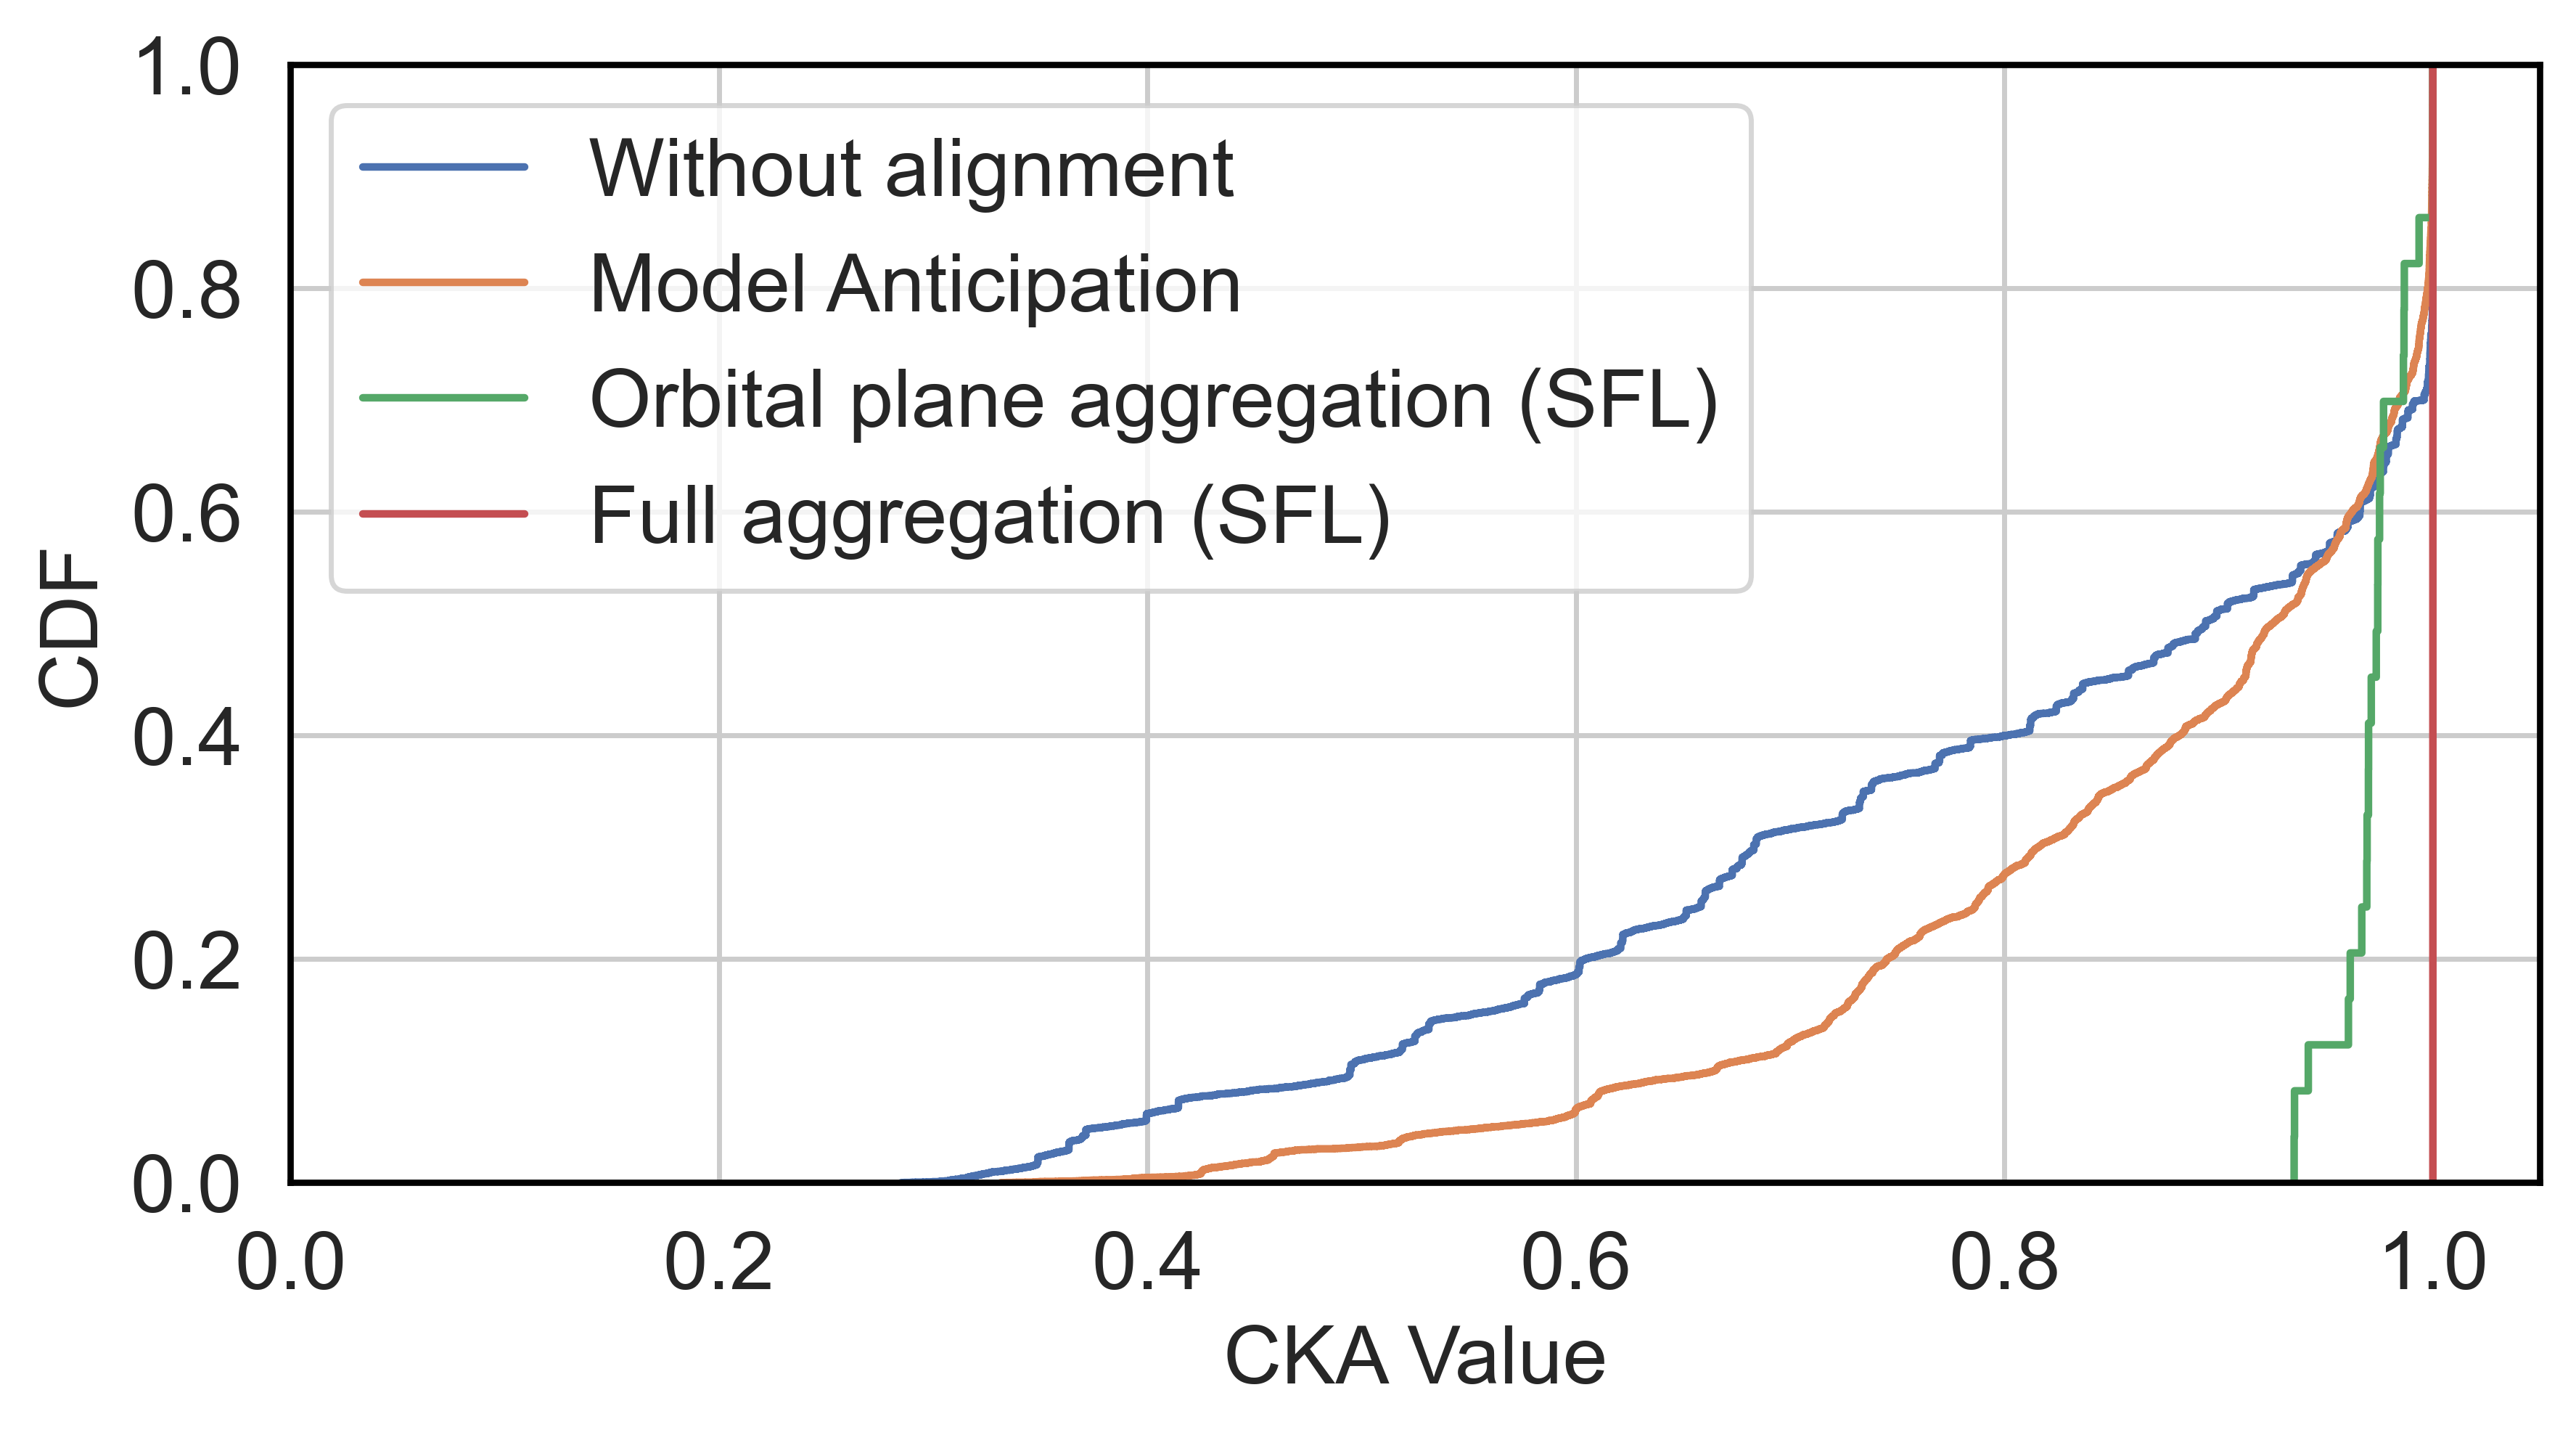 1.0
0.8
0.6
0.4
0.2
0.0
CDF
Without alignment
Model Anticipation
Orbital plane aggregation (SFL)
Full aggregation (SFL)
0.0 0.2 0.4 0.6 0.8 1.0
CKA Value